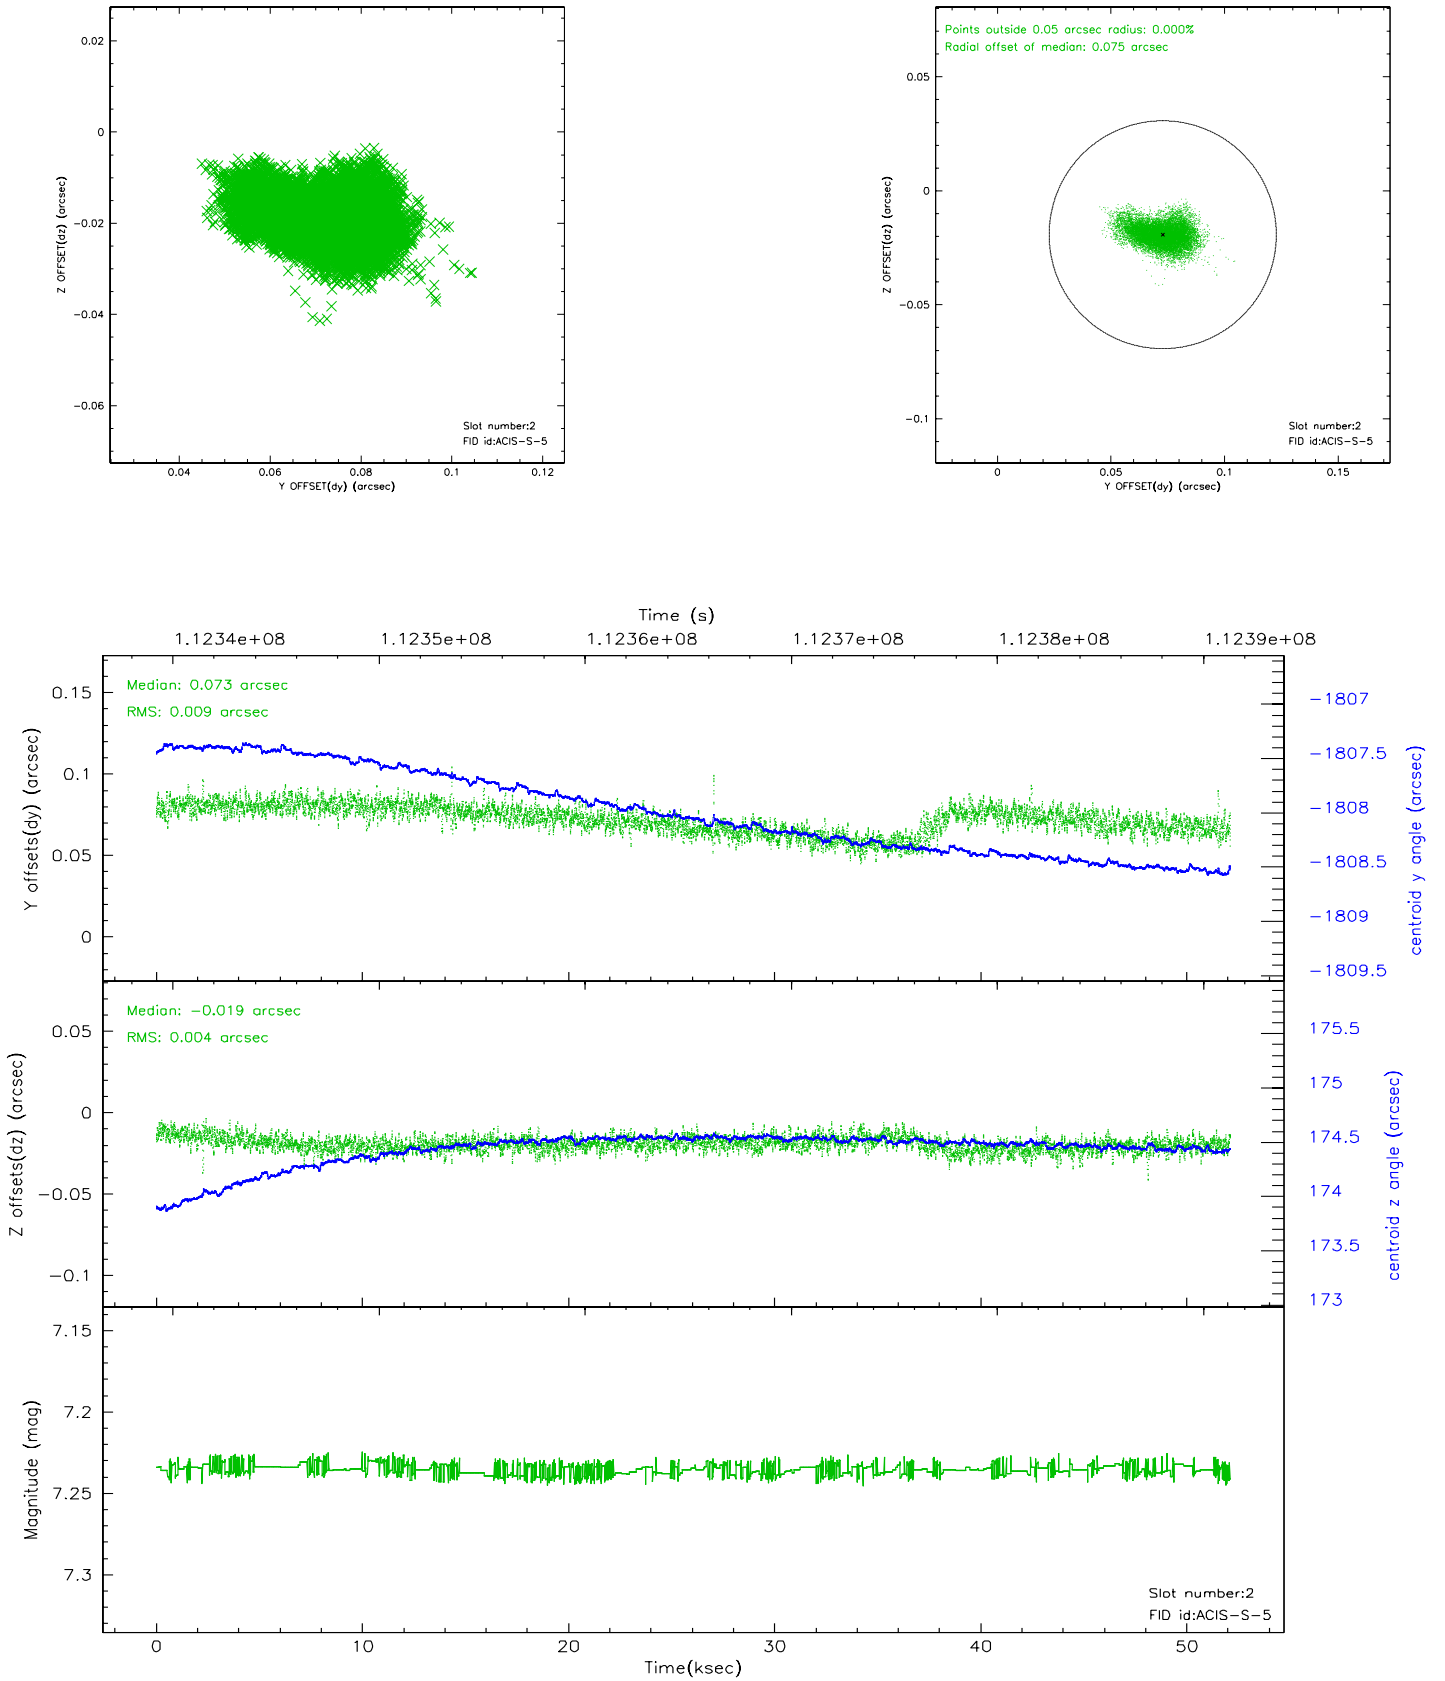 0.02
0
−0.02
−0.04
−0.06
Z OFFSET(dz) (arcsec)
Slot number:2
FID id:ACIS−S−5
0.04 0.06 0.08 0.1 0.12
Y OFFSET(dy) (arcsec)
Points outside 0.05 arcsec radius: 0.000%
Radial offset of median: 0.075 arcsec
0.05
0
−0.05
−0.1
Z OFFSET(dz) (arcsec)
Slot number:2
FID id:ACIS−S−5
0 0.05 0.1 0.15
Y OFFSET(dy) (arcsec)
Time (s)
1.1234e+08 1.1235e+08 1.1236e+08 1.1237e+08 1.1238e+08 1.1239e+08
Median: 0.073 arcsec
RMS: 0.009 arcsec
0.15
0.1
0.05
0
Y offsets(dy) (arcsec)
−1807
−1807.5
−1808
−1808.5
−1809
−1809.5
centroid y angle (arcsec)
Median: −0.019 arcsec
RMS: 0.004 arcsec
0.05
0
−0.05
−0.1
Z offsets(dz) (arcsec)
175.5
175
174.5
174
173.5
173
centroid z angle (arcsec)
7.15
7.2
7.25
7.3
Magnitude (mag)
Slot number:2
FID id:ACIS−S−5
0 10 20 30 40 50
Time(ksec)